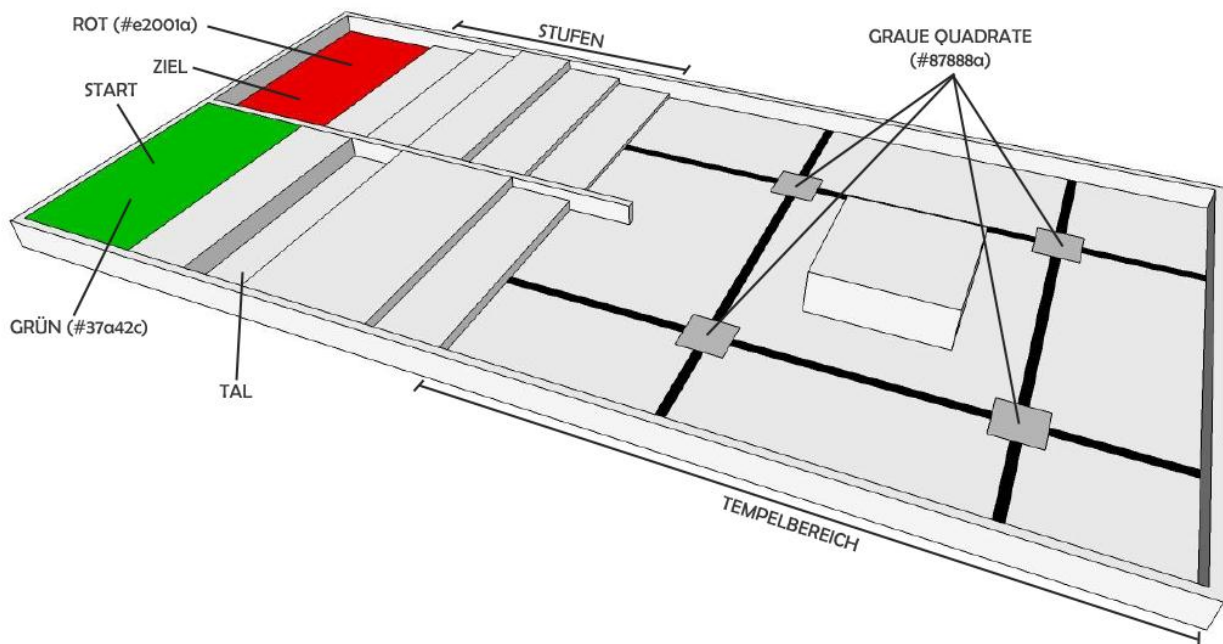 ROT (#e2001a)
ZIEL
START
STUFEN
GRAUE QUADRATE
(#87888a)
GRÜN (#37a42c)
TAL
TEMPELBEREICH